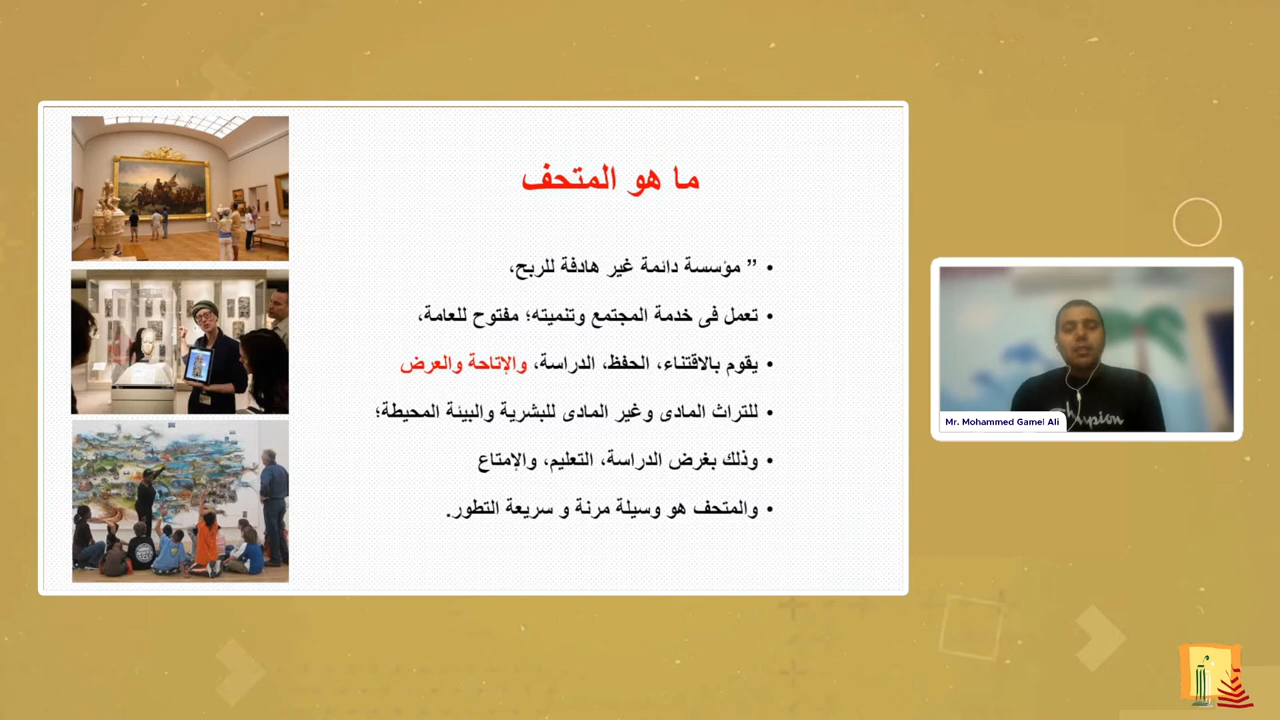 ما هو المتحف
• ” مؤسسة دائمة غير هادفة للربح،
• تعمل فى خدمة المجتمع وتنميته؛ مفتوح للعامة،
• يقوم بالاقتناء، الحفظ، الدراسة، والإتاحة والعرض
• للتراث المادى وغير المادى للبشرية والبيئة المحيطة؛
• وذلك بغرض الدراسة، التعليم، والإمتاع
• والمتحف هو وسيلة مرنة و سريعة التطور.
Mr. Mohammed Gamel Ali